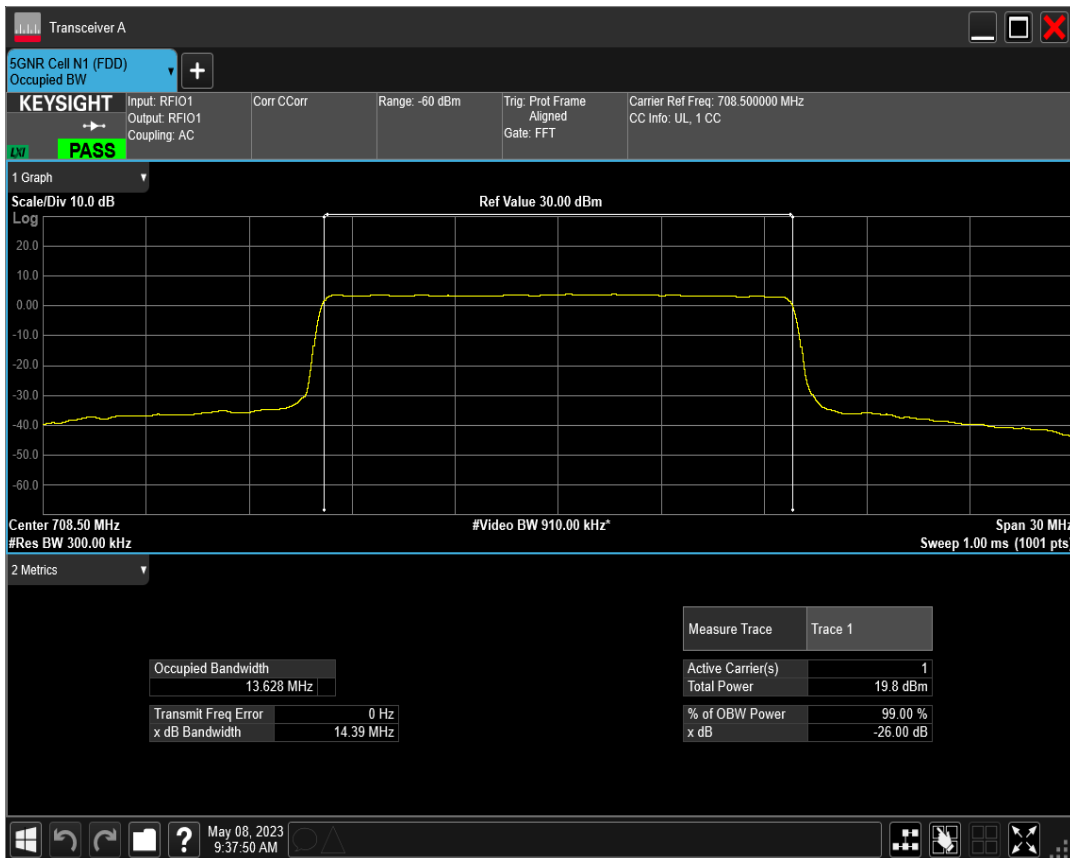 Transceiver A
5GNR Cell N1 (FDD)
Occupied BW
+
KEYSIGHT
LXI
PASS
Input: RFIO1
Output: RFIO1
Coupling: AC
Corr CCorr
Range: -60 dBm
Trig: Prot Frame
Aligned
Gate: FFT
Carrier Ref Freq: 708.500000 MHz
CC Info: UL, 1 CC
1 Graph
Scale/Div 10.0 dB
Ref Value 30.00 dBm
Log
20.0
10.0
0.00
-10.0
-20.0
-30.0
-40.0
-50.0
-60.0
Center 708.50 MHz
#Video BW 910.00 kHz*
Span 30 MHz
#Res BW 300.00 kHz
Sweep 1.00 ms (1001 pts)
2 Metrics
Measure Trace Trace 1
Occupied Bandwidth
13.628 MHz
Active Carrier(s) 1
Total Power 19.8 dBm
Transmit Freq Error 0 Hz
x dB Bandwidth 14.39 MHz
% of OBW Power 99.00 %
x dB -26.00 dB
?
May 08, 2023
9:37:50 AM